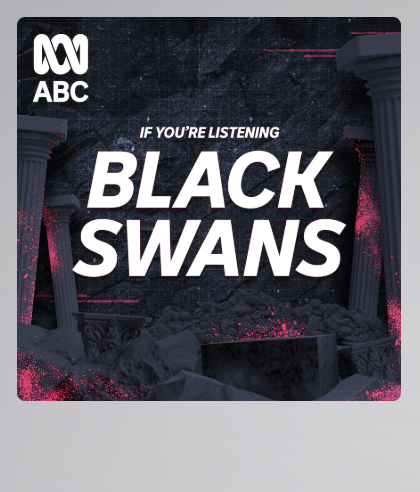 ABC
IF YOU'RE LISTENING
BLACK
SWANS